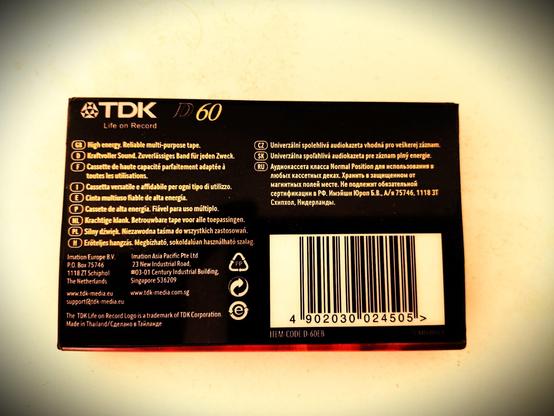 TDK D 60
Life on Record
GB High energy. Reliable multi-purpose tape.
D Kraftvoller Sound. Zuverlässiges Band für jeden Zweck.
F Cassette de haute capacité parfaitement adaptée à
toutes les utilisations.
I Cassetta versatile e affidabile per ogni tipo di utilizzo.
E Cinta multiuso fiable de alta energía.
P Cassete de alta energia. Fiável para uso múltiplo.
NL Krachtige klank. Betrouwbare tape voor alle toepassingen.
PL Silny dźwięk. Niezawodna taśma do wszystkich zastosowań.
H Erőteljes hangzás. Megbízható, sokoldalúan használható szalag.
CZ Univerzální spolehlivá audiokazeta vhodná pro veškerej záznam.
SK Univerzálna spoľahlivá audiokazeta pre záznam plný energie.
RU Аудиокассета класса Normal Position для использования в
любых кассетных деках. Хранить в защищенном от
магнитных полей месте. Не подлежит обязательной
сертификации в РФ. Имэйшн Юроп Б.В., А/я 75746, 1118 ЗТ
Схипхол, Нидерланды.
Imation Europe B.V.
P.O Box 75746
1118 ZT Schiphol
The Netherlands
www.tdk-media.eu
support@tdk-media.eu
Imation Asia Pacific Pte Ltd
23 New Industrial Road,
#03-01 Century Industrial Building,
Singapore 536209
www.tdk-media.com.sg
The TDK Life on Record Logo is a trademark of TDK Corporation
Made in Thailand/Сделано в Тайланде
4 902030 024505 >
ITEM CODE D-60EB